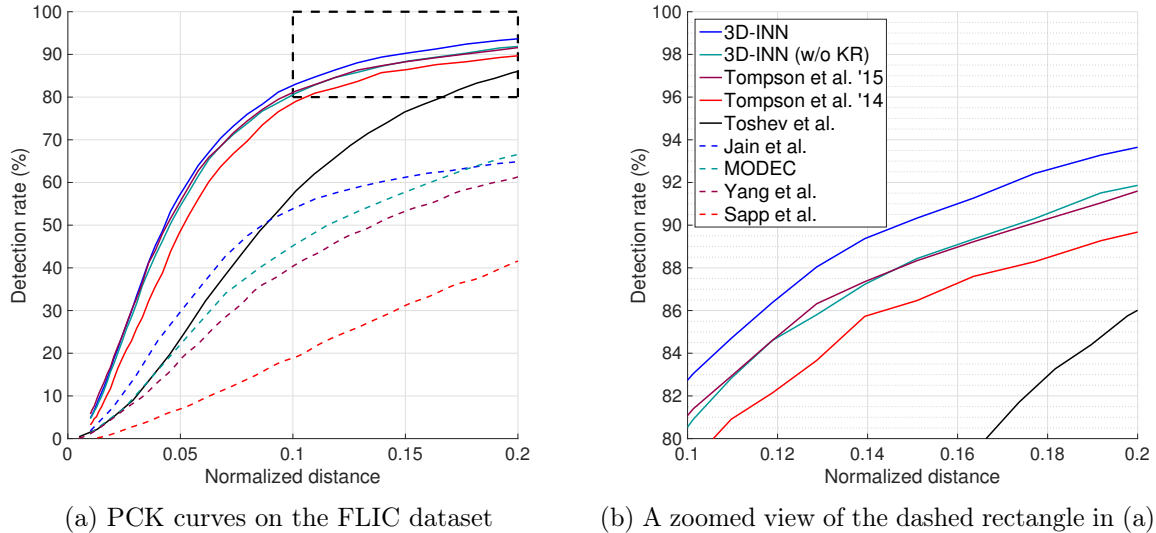 100
90
80
70
60
50
40
30
20
10
0
Detection rate (%)
0
0.05
0.1
0.15
0.2
Normalized distance
(a) PCK curves on the FLIC dataset
100
98
96
94
92
90
88
86
84
82
80
Detection rate (%)
3D-INN
3D-INN (w/o KR)
Tompson et al. '15
Tompson et al. '14
Toshev et al.
Jain et al.
MODEC
Yang et al.
Sapp et al.
0.1
0.12
0.14
0.16
0.18
0.2
Normalized distance
(b) A zoomed view of the dashed rectangle in (a)